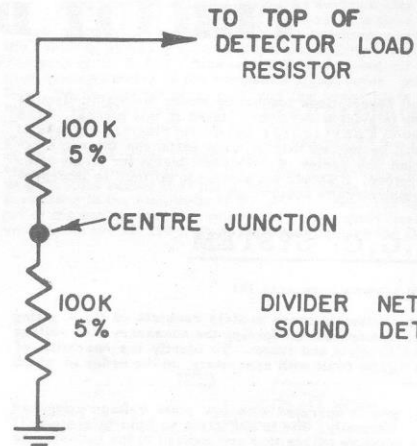 TO TOP OF
DETECTOR LOAD
RESISTOR
100K
5%
CENTRE JUNCTION
100K
5%
DIVIDER NET
SOUND DET